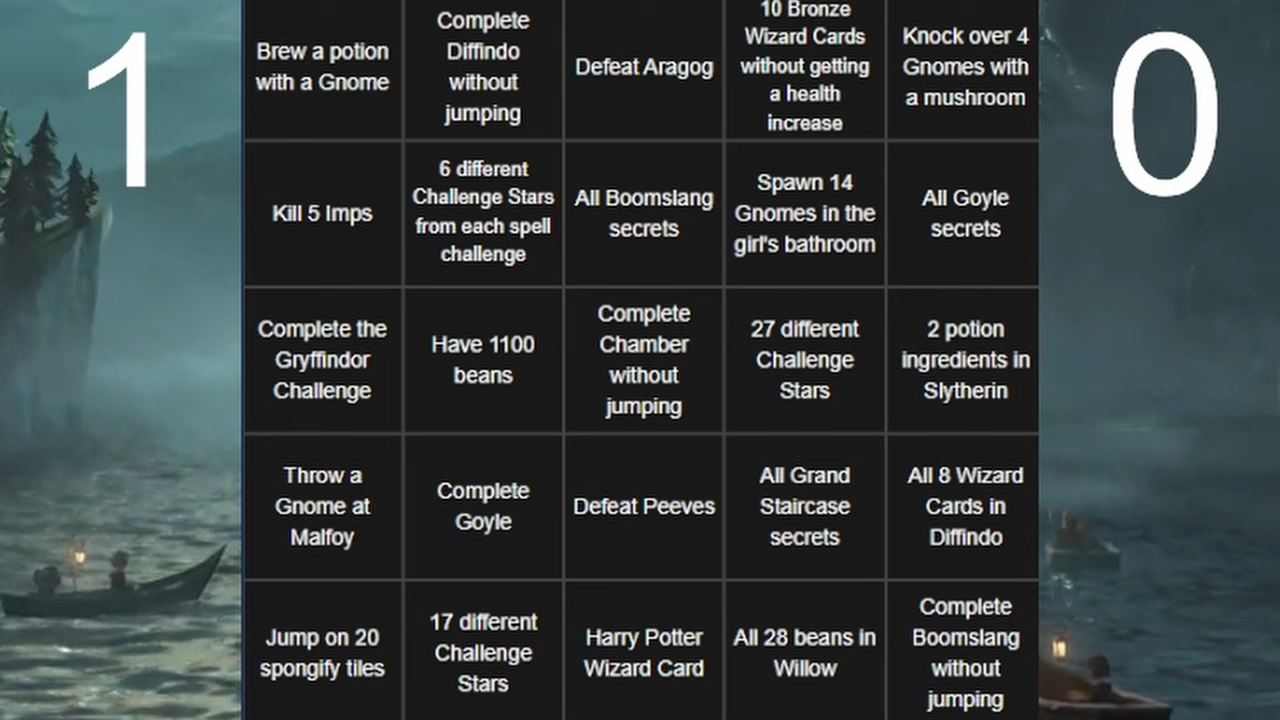 1
Brew a potion
with a Gnome
Complete
Diffindo
without
jumping
Defeat Aragog
10 Bronze
Wizard Cards
without getting
a health
increase
Knock over 4
Gnomes with
a mushroom
0
Kill 5 Imps
6 different
Challenge Stars
from each spell
challenge
All Boomslang
secrets
Spawn 14
Gnomes in the
girl's bathroom
All Goyle
secrets
Complete the
Gryffindor
Challenge
Have 1100
beans
Complete
Chamber
without
jumping
27 different
Challenge
Stars
2 potion
ingredients in
Slytherin
Throw a
Gnome at
Malfoy
Complete
Goyle
Defeat Peeves
All Grand
Staircase
secrets
All 8 Wizard
Cards in
Diffindo
Jump on 20
spongify tiles
17 different
Challenge
Stars
Harry Potter
Wizard Card
All 28 beans in
Willow
Complete
Boomslang
without
jumping